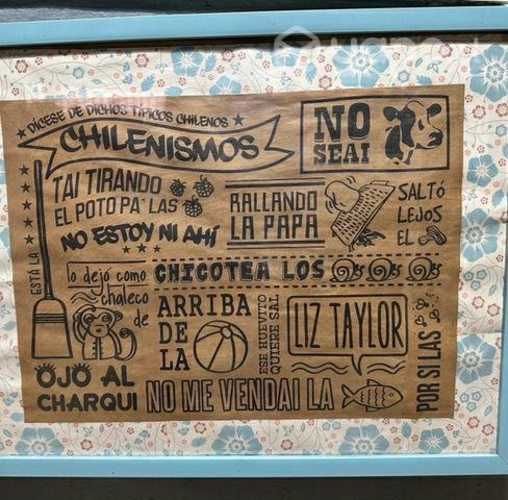 ★ DÍCESE DE DICHOS TÍPICOS CHILENOS ★
CHILENISMOS
NO
SEAI
TAI TIRANDO
EL POTO PA' LAS
NO ESTOY NI AHÍ
RALLANDO
LA PAPA
SALTÓ
LEJOS
EL
ESTÁ LA
lo dejó como
chaleco
de
CHICOTEA LOS
ARRIBA
DE
LA
ESE HUEVITO
QUIERE SAL
LIZ TAYLOR
POR SI LAS
OJO AL
CHARQUI
NO ME VENDAI LA